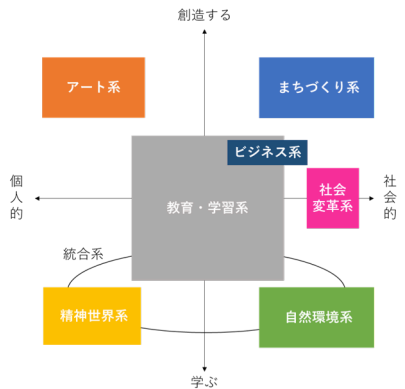 創造する
アート系
まちづくり系
ビジネス系
個人的
教育・学習系
社会
変革系
社会的
統合系
精神世界系
自然環境系
学ぶ